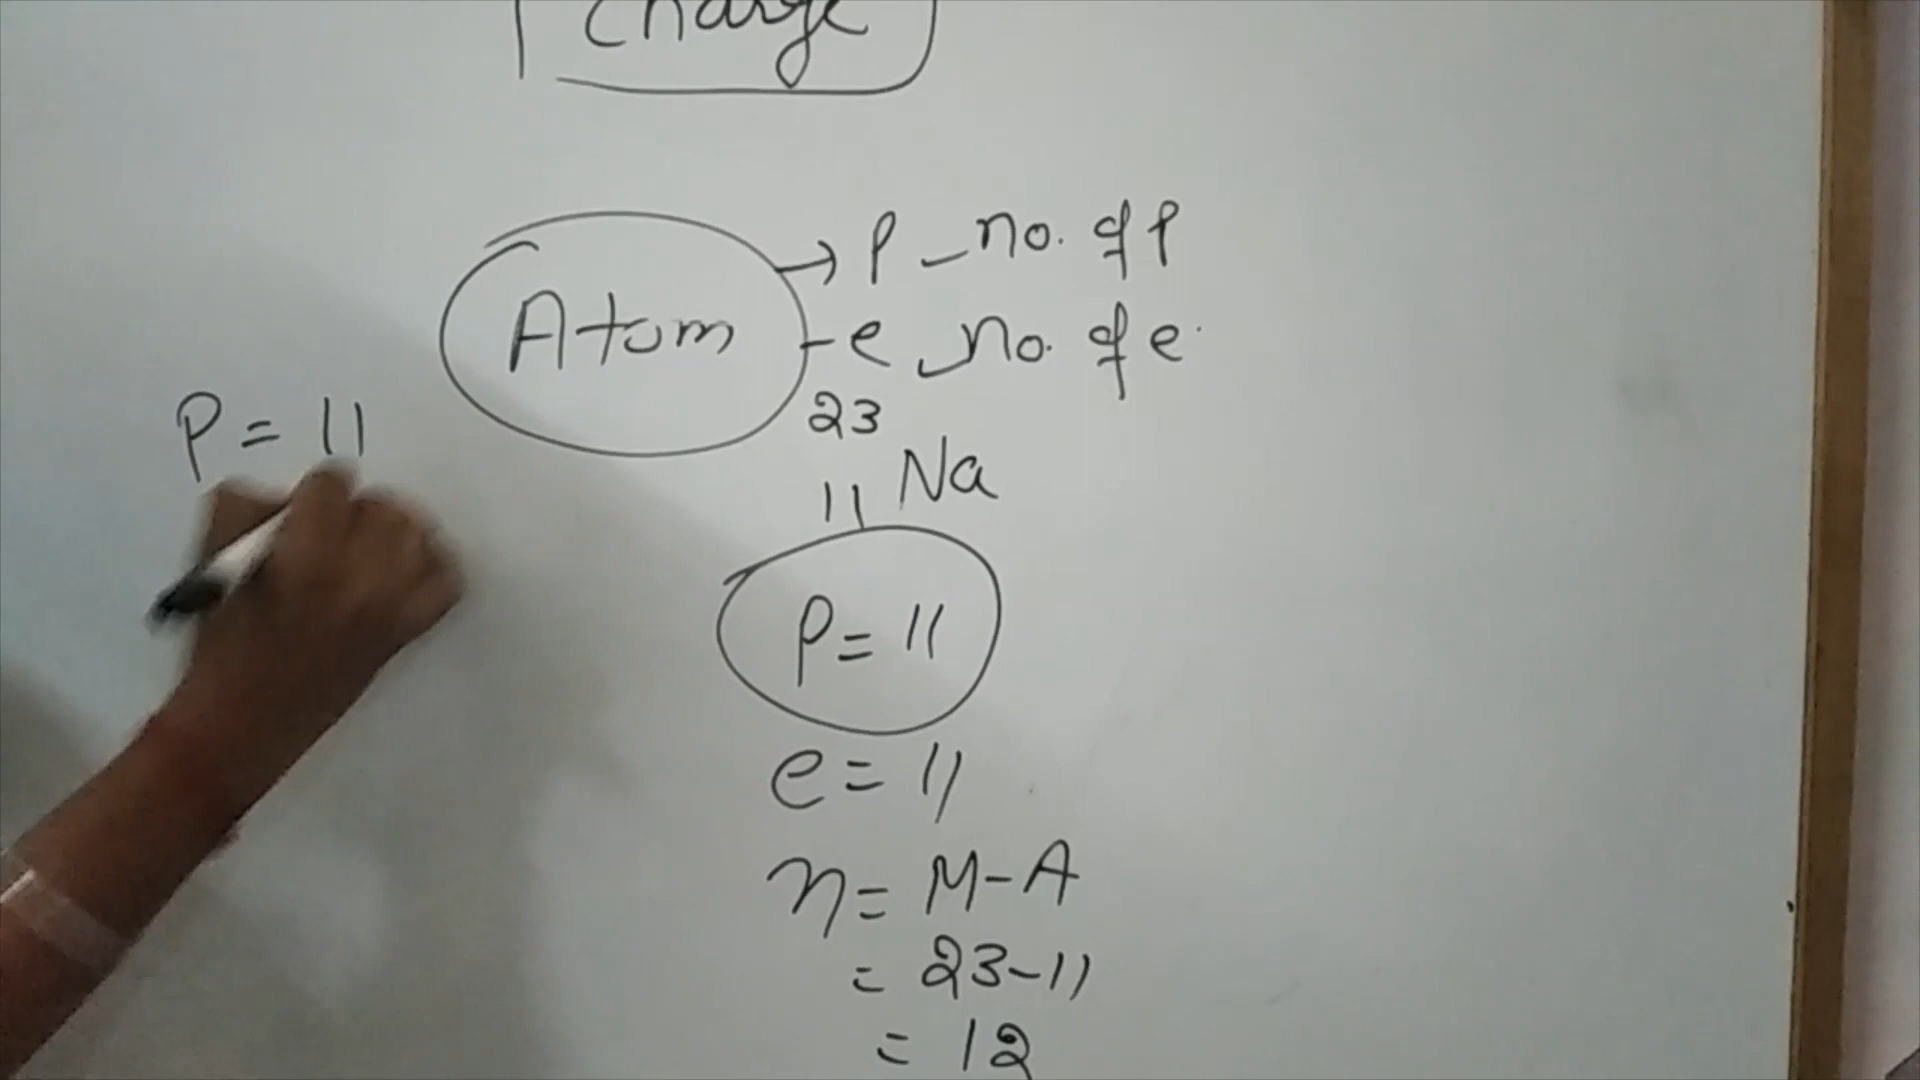 Charge
Atom → P - no. of P
- e - no. of e
P = 11
23
11 Na
P = 11
e = 11
n = M - A
= 23 - 11
= 12